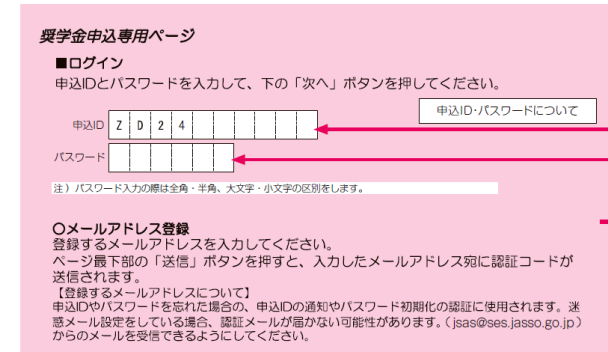 奨学金申込専用ページ
■ログイン
申込IDとパスワードを入力して、下の「次へ」ボタンを押してください。
申込ID・パスワードについて
申込ID Z D 2 4
パスワード
注）パスワード入力の際は全角・半角、大文字・小文字の区別をします。
○メールアドレス登録
登録するメールアドレスを入力してください。
ページ最下部の「送信」ボタンを押すと、入力したメールアドレス宛に認証コードが
送信されます。
【登録するメールアドレスについて】
申込IDやパスワードを忘れた場合の、申込IDの通知やパスワード初期化の認証に使用されます。迷
惑メール設定をしている場合、認証メールが届かない可能性があります。（jsas@ses.jasso.go.jp）
からのメールを受信できるようにしてください。